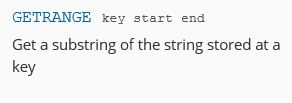 GETRANGE key start end
Get a substring of the string stored at a
key